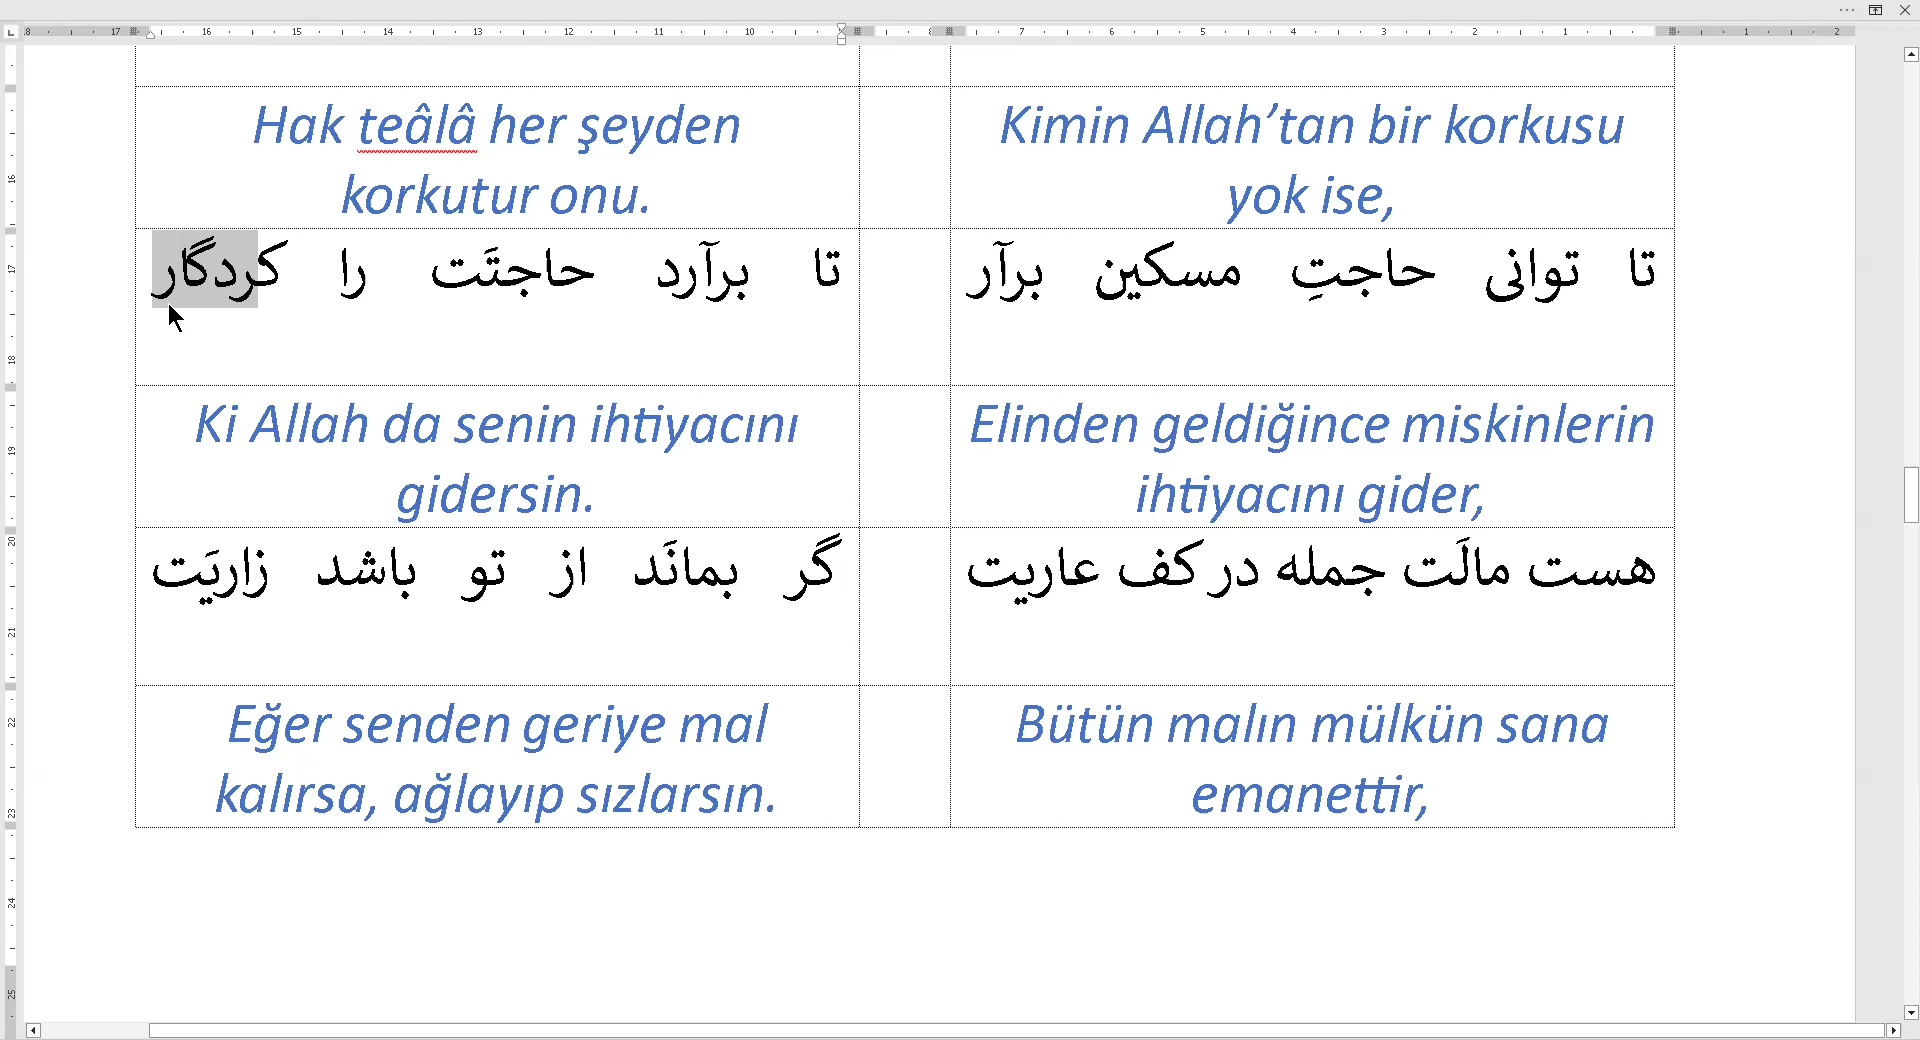 Kimin Allah’tan bir korkusu
yok ise,
Hak teâlâ her şeyden
korkutur onu.
تا توانی حاجتِ مسکین برآر
تا برآرد حاجتَت را کردگار
Elinden geldiğince miskinlerin
ihtiyacını gider,
Ki Allah da senin ihtiyacını
gidersin.
هست مالَت جمله در کف عاریت
گر بمانَد از تو باشد زاریَت
Bütün malın mülkün sana
emanettir,
Eğer senden geriye mal
kalırsa, ağlayıp sızlarsın.